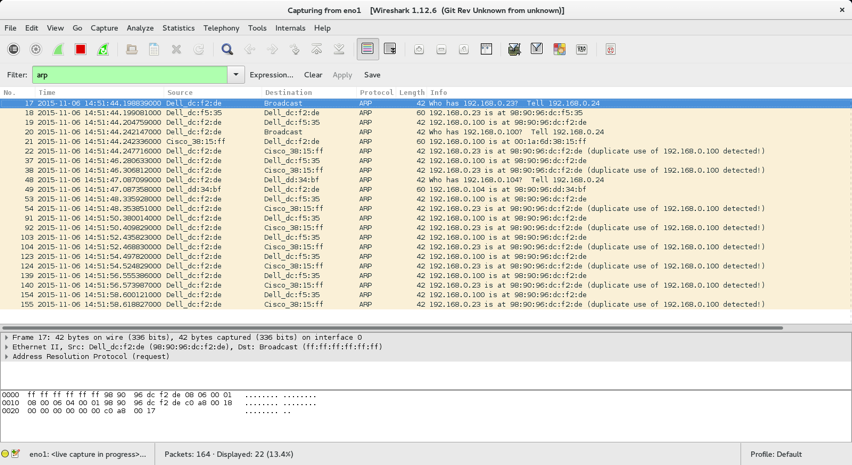 Capturing from eno1 [Wireshark 1.12.6 (Git Rev Unknown from unknown)]
File Edit View Go Capture Analyze Statistics Telephony Tools Internals Help
Filter: arp Expression... Clear Apply Save
No. Time Source Destination Protocol Length Info
17 2015-11-06 14:51:44.198839000 Dell_dc:f2:de Broadcast ARP 42 Who has 192.168.0.23? Tell 192.168.0.24
18 2015-11-06 14:51:44.199081000 Dell_dc:f5:35 Dell_dc:f2:de ARP 60 192.168.0.23 is at 98:90:96:dc:f5:35
19 2015-11-06 14:51:44.204759000 Dell_dc:f2:de Dell_dc:f5:35 ARP 42 192.168.0.100 is at 98:90:96:dc:f2:de
20 2015-11-06 14:51:44.242147000 Dell_dc:f2:de Broadcast ARP 42 Who has 192.168.0.100? Tell 192.168.0.24
21 2015-11-06 14:51:44.242336000 Cisco_38:15:ff Dell_dc:f2:de ARP 60 192.168.0.100 is at 00:1a:6d:38:15:ff
22 2015-11-06 14:51:44.247716000 Dell_dc:f2:de Cisco_38:15:ff ARP 42 192.168.0.23 is at 98:90:96:dc:f2:de (duplicate use of 192.168.0.100 detected!)
37 2015-11-06 14:51:46.280633000 Dell_dc:f2:de Dell_dc:f5:35 ARP 42 192.168.0.100 is at 98:90:96:dc:f2:de
38 2015-11-06 14:51:46.306812000 Dell_dc:f2:de Cisco_38:15:ff ARP 42 192.168.0.23 is at 98:90:96:dc:f2:de (duplicate use of 192.168.0.100 detected!)
48 2015-11-06 14:51:47.087099000 Dell_dc:f2:de Dell_dd:34:bf ARP 42 Who has 192.168.0.104? Tell 192.168.0.24
49 2015-11-06 14:51:47.087358000 Dell_dd:34:bf Dell_dc:f2:de ARP 60 192.168.0.104 is at 98:90:96:dd:34:bf
53 2015-11-06 14:51:48.335928000 Dell_dc:f2:de Dell_dc:f5:35 ARP 42 192.168.0.100 is at 98:90:96:dc:f2:de
54 2015-11-06 14:51:48.353851000 Dell_dc:f2:de Cisco_38:15:ff ARP 42 192.168.0.23 is at 98:90:96:dc:f2:de (duplicate use of 192.168.0.100 detected!)
91 2015-11-06 14:51:50.380014000 Dell_dc:f2:de Dell_dc:f5:35 ARP 42 192.168.0.100 is at 98:90:96:dc:f2:de
92 2015-11-06 14:51:50.409829000 Dell_dc:f2:de Cisco_38:15:ff ARP 42 192.168.0.23 is at 98:90:96:dc:f2:de (duplicate use of 192.168.0.100 detected!)
103 2015-11-06 14:51:52.435823000 Dell_dc:f2:de Dell_dc:f5:35 ARP 42 192.168.0.100 is at 98:90:96:dc:f2:de
104 2015-11-06 14:51:52.468830000 Dell_dc:f2:de Cisco_38:15:ff ARP 42 192.168.0.23 is at 98:90:96:dc:f2:de (duplicate use of 192.168.0.100 detected!)
123 2015-11-06 14:51:54.497820000 Dell_dc:f2:de Dell_dc:f5:35 ARP 42 192.168.0.100 is at 98:90:96:dc:f2:de
124 2015-11-06 14:51:54.524829000 Dell_dc:f2:de Cisco_38:15:ff ARP 42 192.168.0.23 is at 98:90:96:dc:f2:de (duplicate use of 192.168.0.100 detected!)
139 2015-11-06 14:51:56.555386000 Dell_dc:f2:de Dell_dc:f5:35 ARP 42 192.168.0.100 is at 98:90:96:dc:f2:de
140 2015-11-06 14:51:56.573987000 Dell_dc:f2:de Cisco_38:15:ff ARP 42 192.168.0.23 is at 98:90:96:dc:f2:de (duplicate use of 192.168.0.100 detected!)
154 2015-11-06 14:51:58.600121000 Dell_dc:f2:de Dell_dc:f5:35 ARP 42 192.168.0.100 is at 98:90:96:dc:f2:de
155 2015-11-06 14:51:58.618827000 Dell_dc:f2:de Cisco_38:15:ff ARP 42 192.168.0.23 is at 98:90:96:dc:f2:de (duplicate use of 192.168.0.100 detected!)
Frame 17: 42 bytes on wire (336 bits), 42 bytes captured (336 bits) on interface 0
Ethernet II, Src: Dell_dc:f2:de (98:90:96:dc:f2:de), Dst: Broadcast (ff:ff:ff:ff:ff:ff)
Address Resolution Protocol (request)
0000 ff ff ff ff ff ff 98 90 96 dc f2 de 08 06 00 01 ........ ........
0010 08 00 06 04 00 01 98 90 96 dc f2 de c0 a8 00 18 ........ ........
0020 00 00 00 00 00 00 c0 a8 00 17 ........ ..
eno1: <live capture in progress>... Packets: 164 · Displayed: 22 (13.4%) Profile: Default